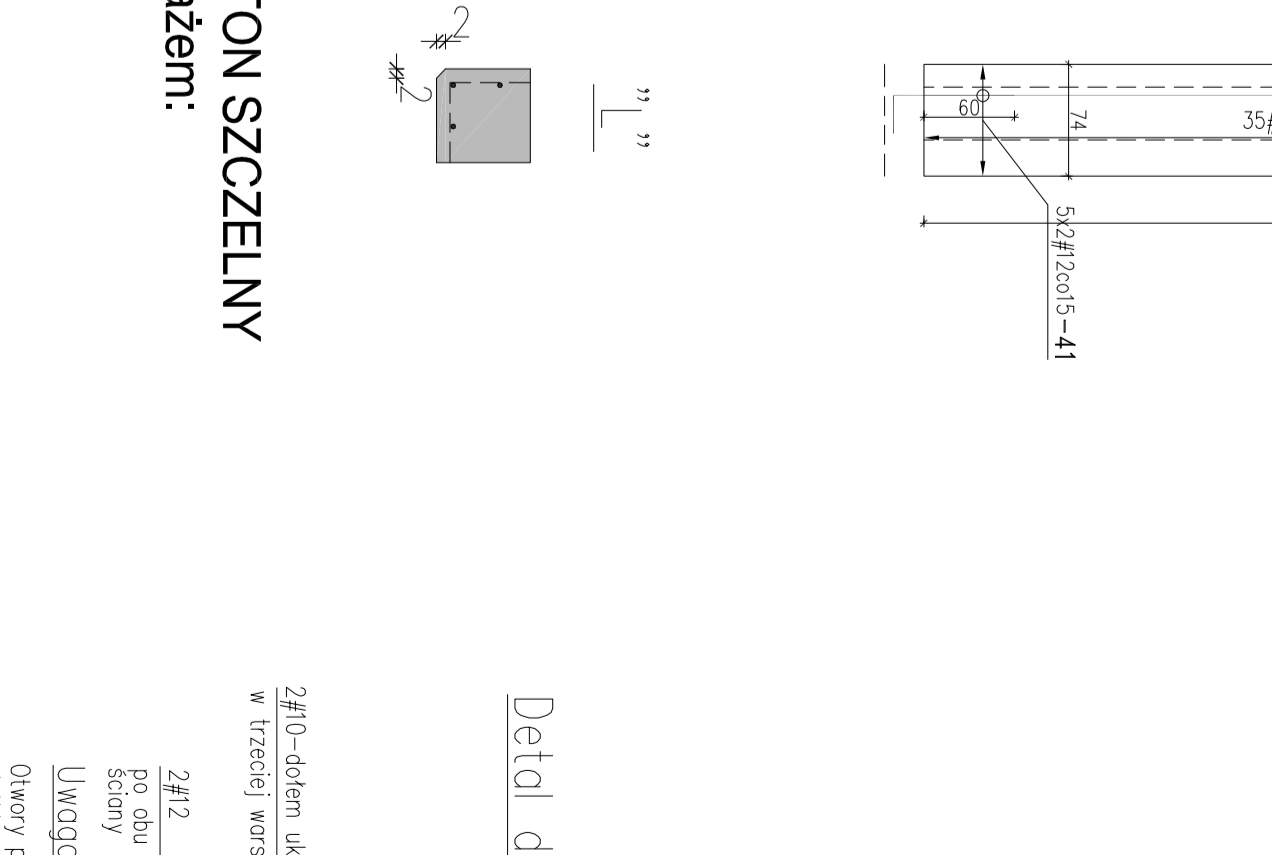 35#
74
60
5x2#12co15-41
„ L "
2
2
TON SZCZELNY
ażem:
Detal d
2#10-dołem uk
w trzeciej wars
2#12
po obu
ściany
Uwaga
Otwory p